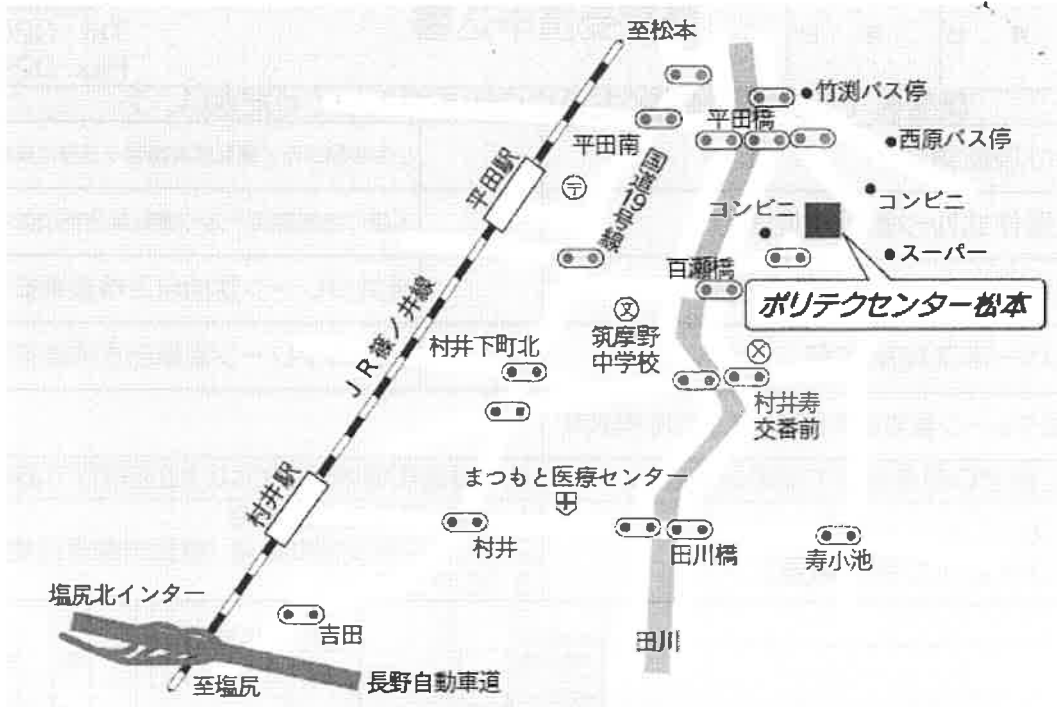 至松本
竹渕バス停
平田橋
西原バス停
平田南
平田駅
〒
国道19号線
コンビニ
コンビニ
スーパー
百瀬橋
ポリテクセンター松本
JR篠ノ井線
文
筑摩野
中学校
村井下町北
村井寿
交番前
まつもと医療センター
村井駅
村井
田川橋
寿小池
塩尻北インター
吉田
田川
至塩尻
長野自動車道